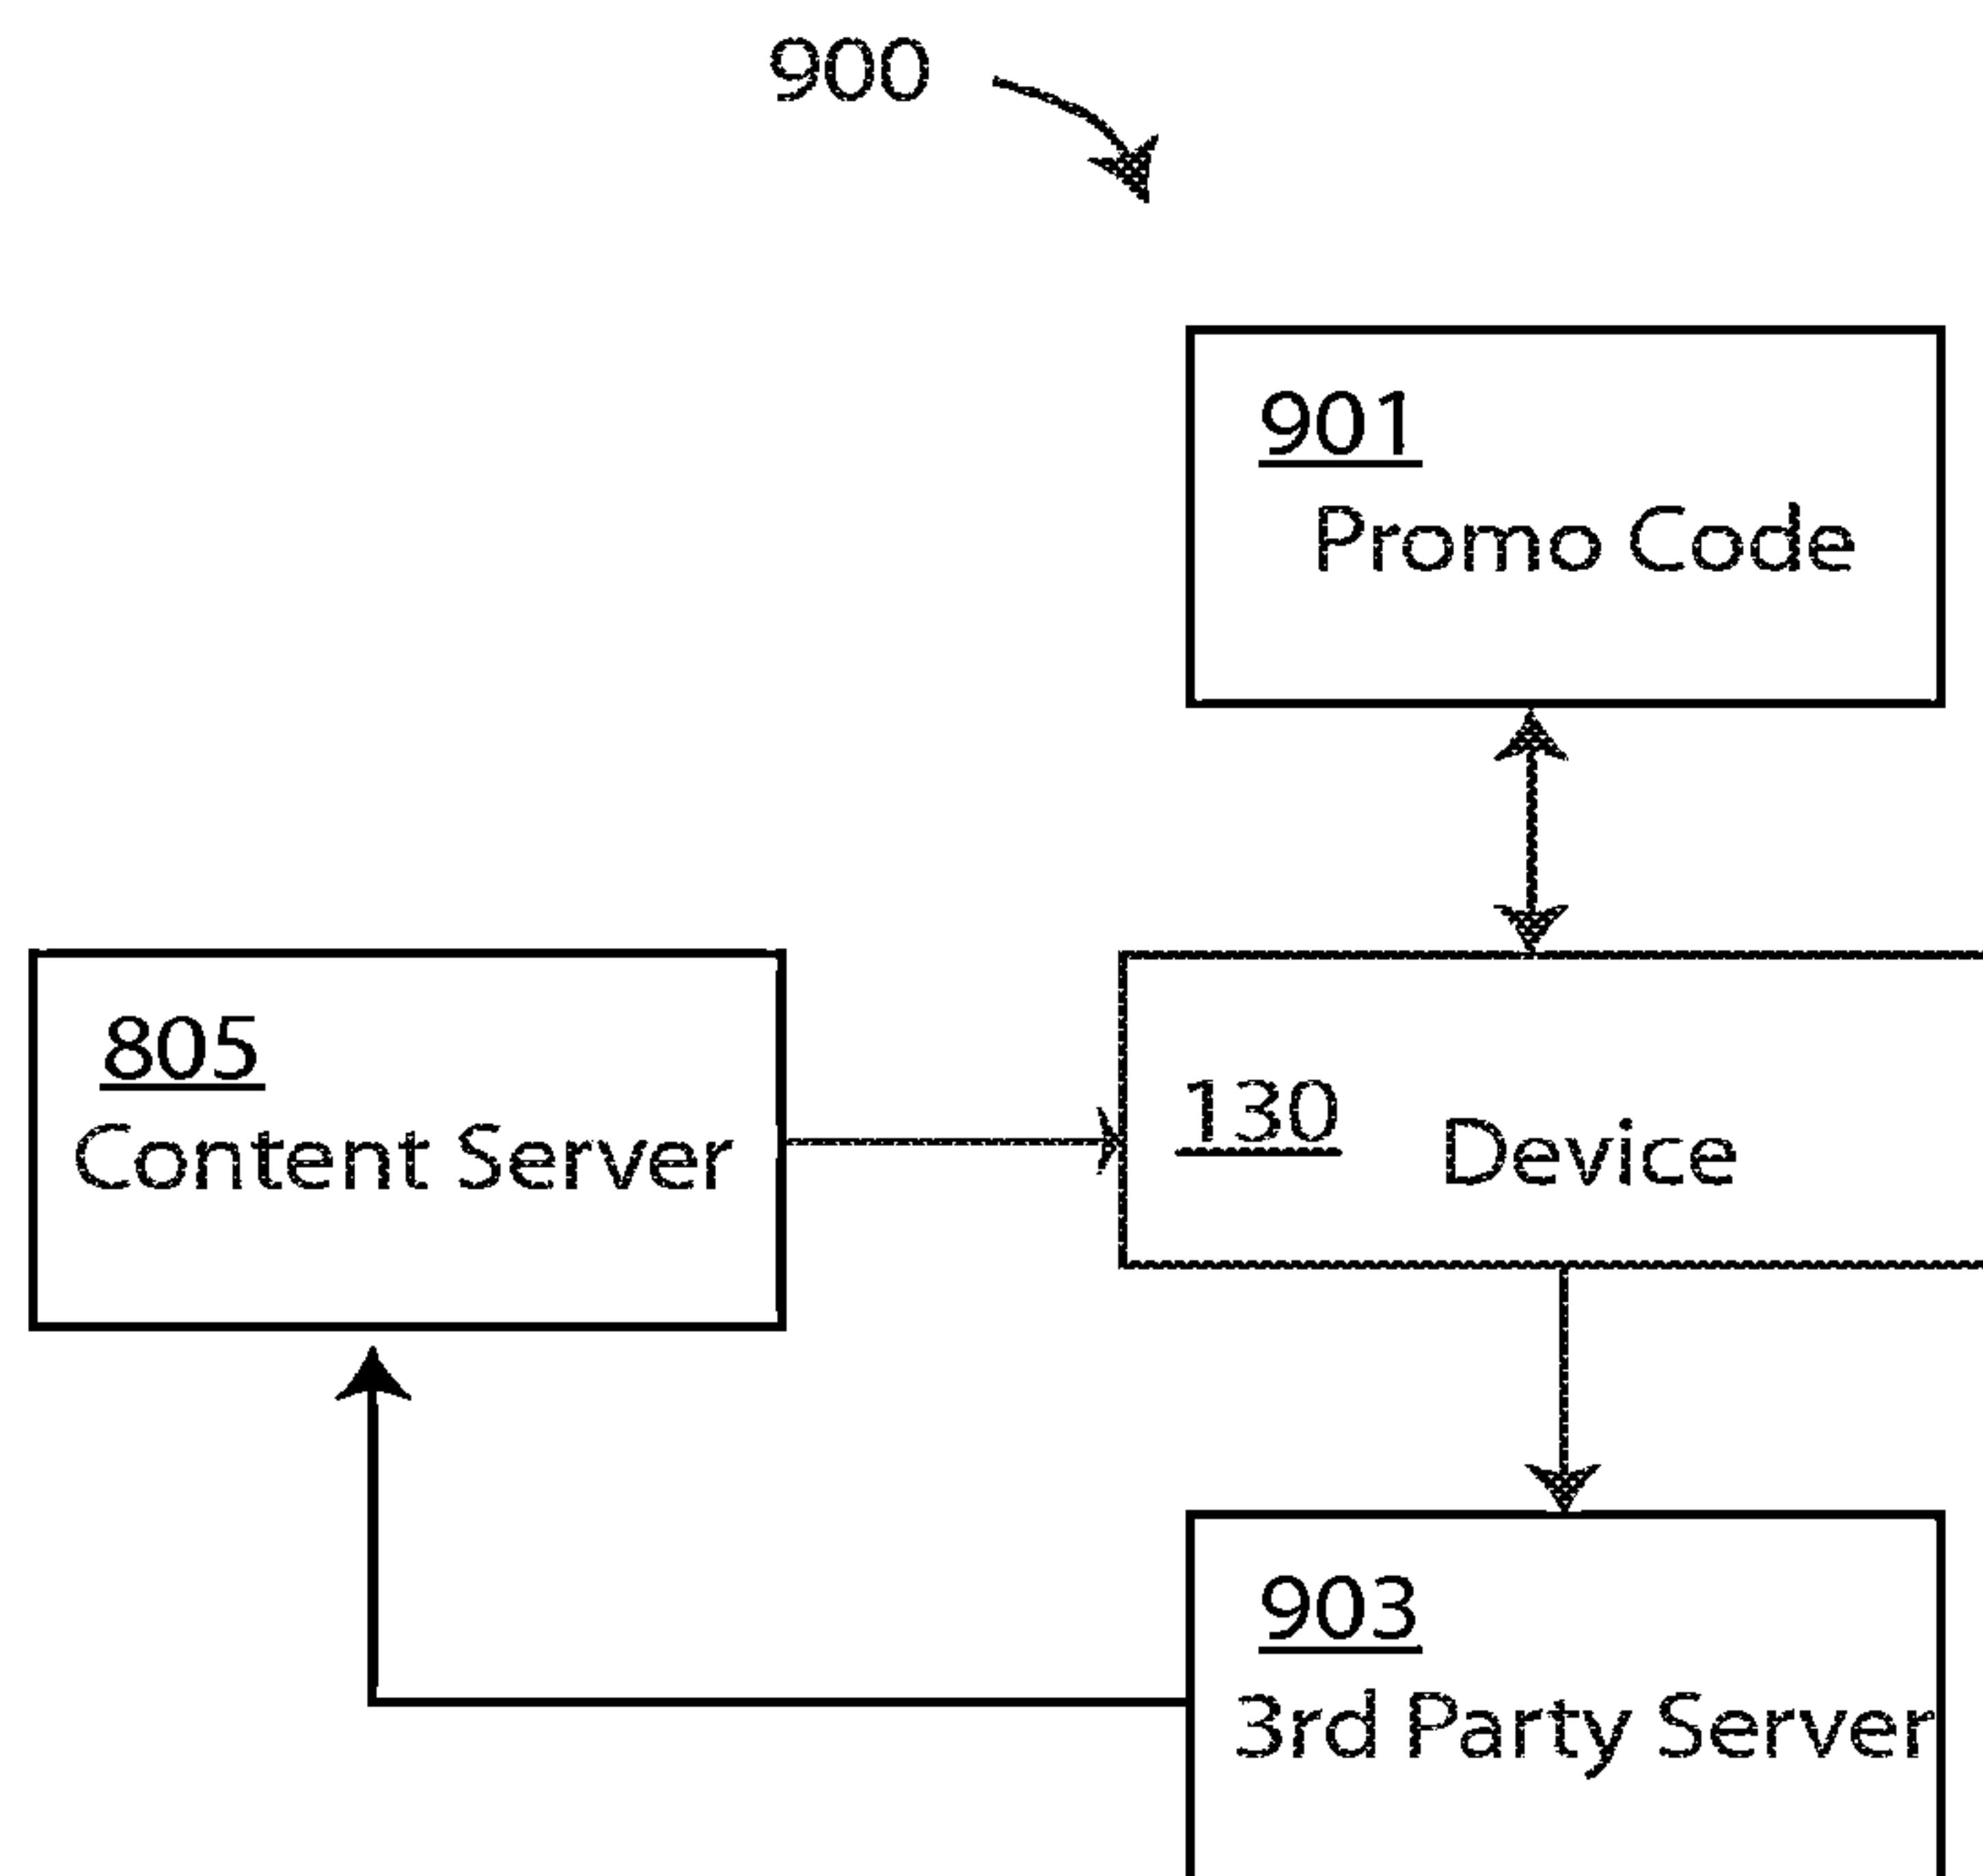 900
901
Promo Code
805
Content Server
130
Device
903
3rd Party Server